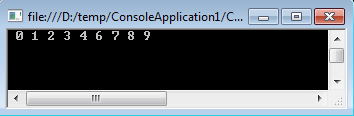 file:///D:/temp/ConsoleApplication1/C...
0 1 2 3 4 6 7 8 9